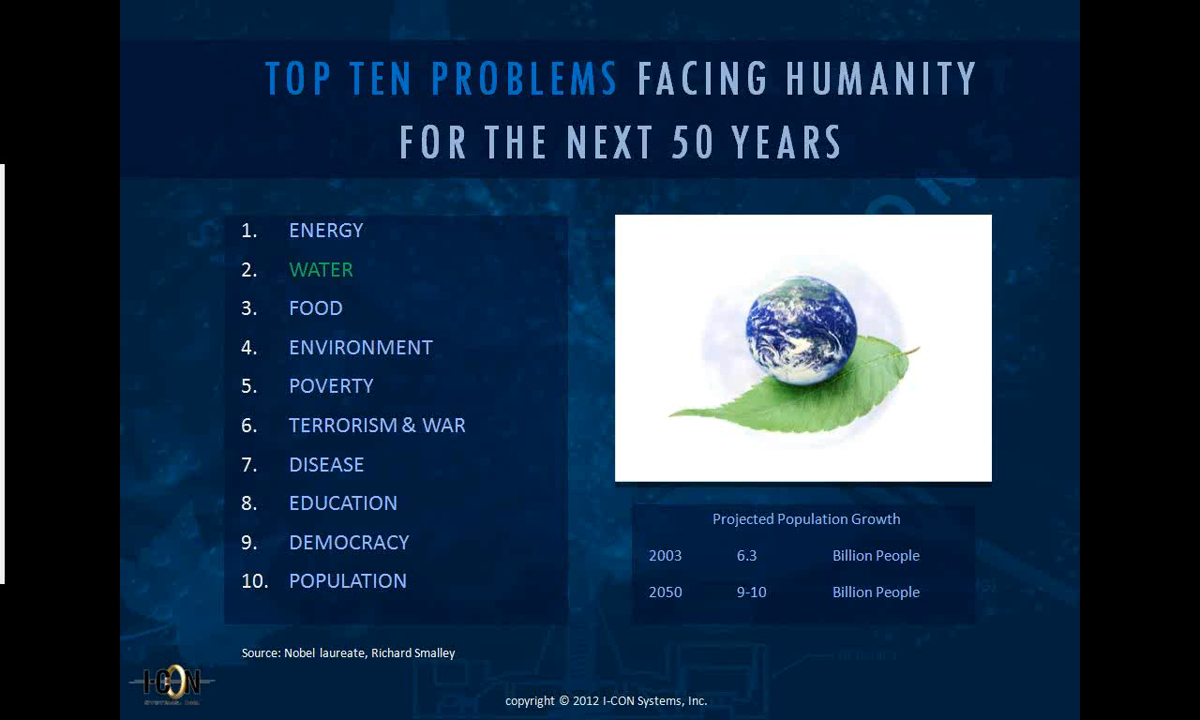 TOP TEN PROBLEMS FACING HUMANITY
FOR THE NEXT 50 YEARS
1. ENERGY
2. WATER
3. FOOD
4. ENVIRONMENT
5. POVERTY
6. TERRORISM & WAR
7. DISEASE
8. EDUCATION
9. DEMOCRACY
10. POPULATION
Projected Population Growth
2003 6.3 Billion People
2050 9-10 Billion People
Source: Nobel laureate, Richard Smalley
I-CON
SYSTEMS, INC.
copyright © 2012 I-CON Systems, Inc.